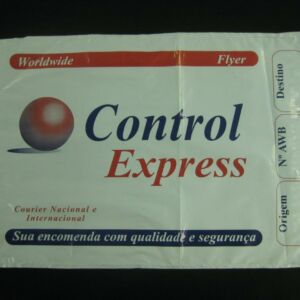 Worldwide Flyer
Control
Express
Courier Nacional e
Internacional
Sua encomenda com qualidade e segurança
Origem Nº AWB Destino